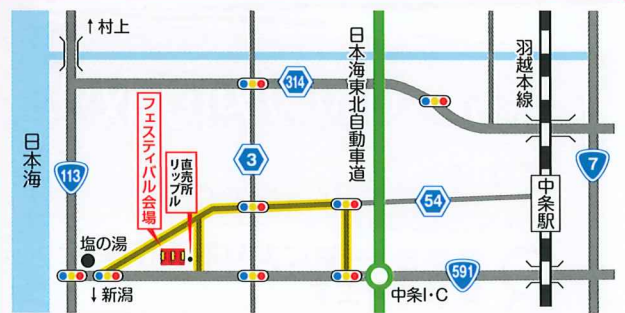 ↑村上
日本海
113
314
日本海東北自動車道
羽越本線
フェスティバル会場
直売所
リップル
3
7
54
中条駅
塩の湯
↓新潟
中条I・C
591